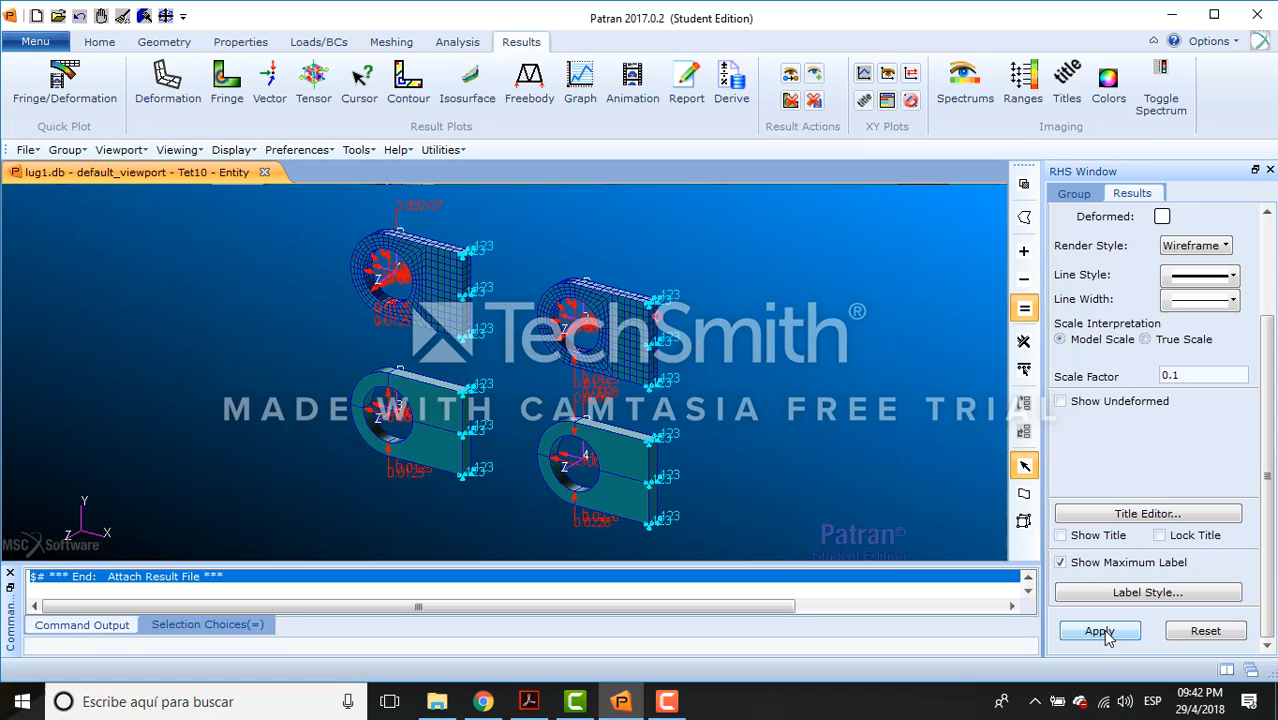 Patran 2017.0.2 (Student Edition)
Menu Home Geometry Properties Loads/BCs Meshing Analysis Results Options
Fringe/Deformation Deformation Fringe Vector Tensor Cursor Contour Isosurface Freebody Graph Animation Report Derive Spectrums Ranges Titles Colors Toggle Spectrum
Quick Plot Result Plots Result Actions XY Plots Imaging
File Group Viewport Viewing Display Preferences Tools Help Utilities
lug1.db - default_viewport - Tet10 - Entity
RHS Window
Group Results
Deformed:
Render Style: Wireframe
Line Style:
Line Width:
Scale Interpretation
Model Scale True Scale
Scale Factor 0.1
Show Undeformed
Title Editor...
Show Title Lock Title
Show Maximum Label
Label Style...
Apply Reset
TechSmith®
MADE WITH CAMTASIA FREE TRIAL
Y
Z X
MSC Software
Patran®
Student Edition
$# *** End: Attach Result File ***
Command Output Selection Choices(=)
Escribe aquí para buscar
ESP
09:42 PM
29/4/2018